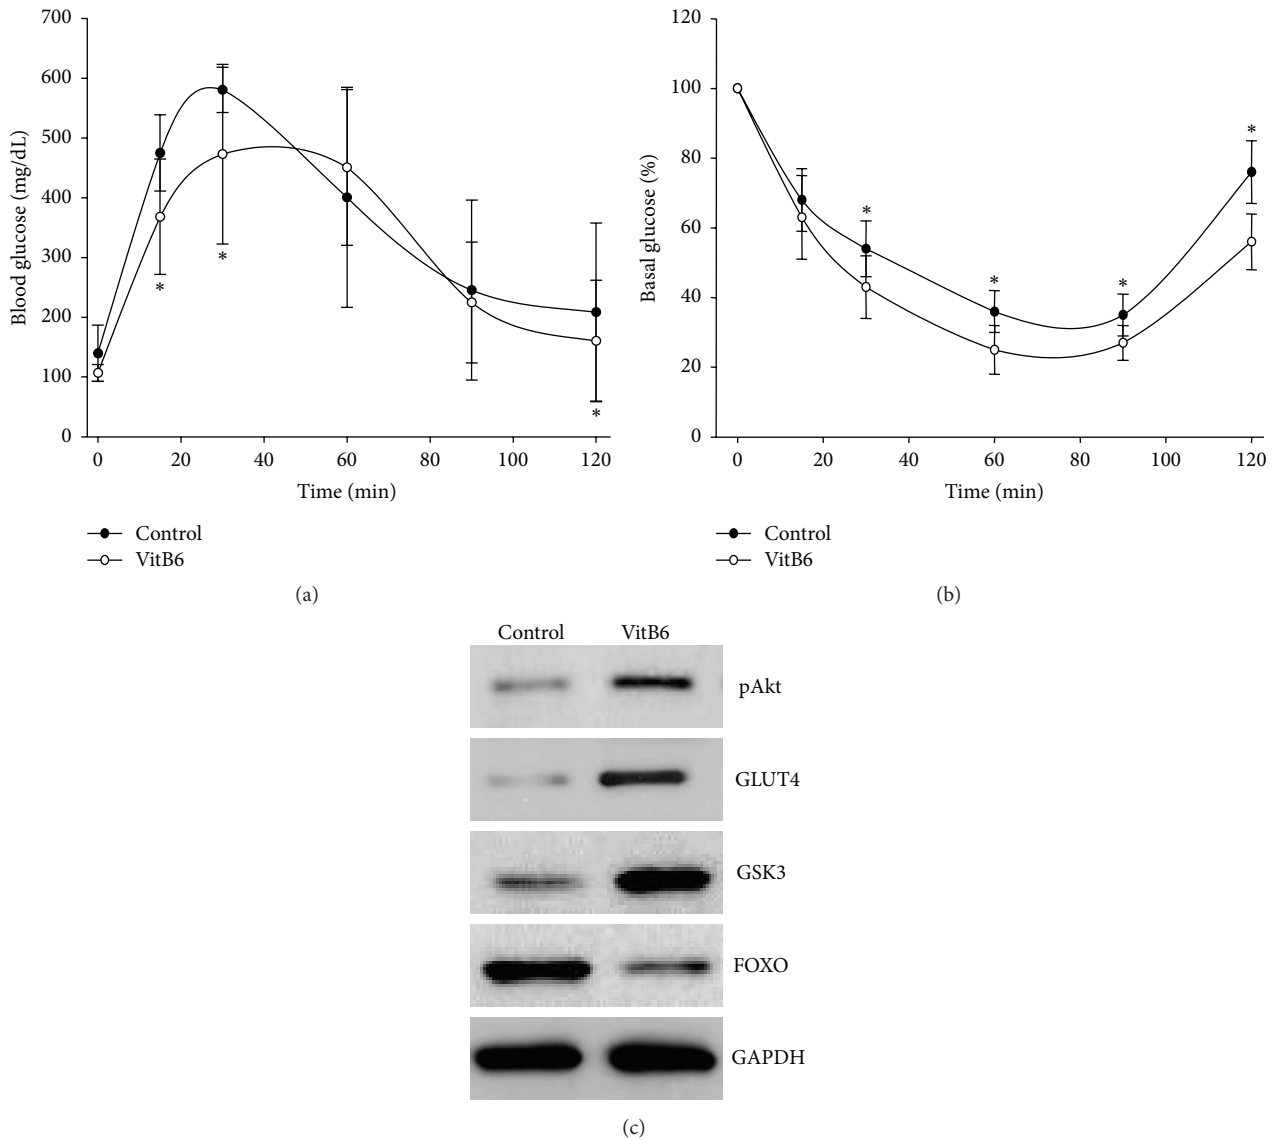 700
600
500
400
300
200
100
0
Blood glucose (mg/dL)
*
*
*
0 20 40 60 80 100 120
Time (min)
Control
VitB6
(a)
120
100
80
60
40
20
0
Basal glucose (%)
*
*
*
*
0 20 40 60 80 100 120
Time (min)
Control
VitB6
(b)
Control VitB6
pAkt
GLUT4
GSK3
FOXO
GAPDH
(c)